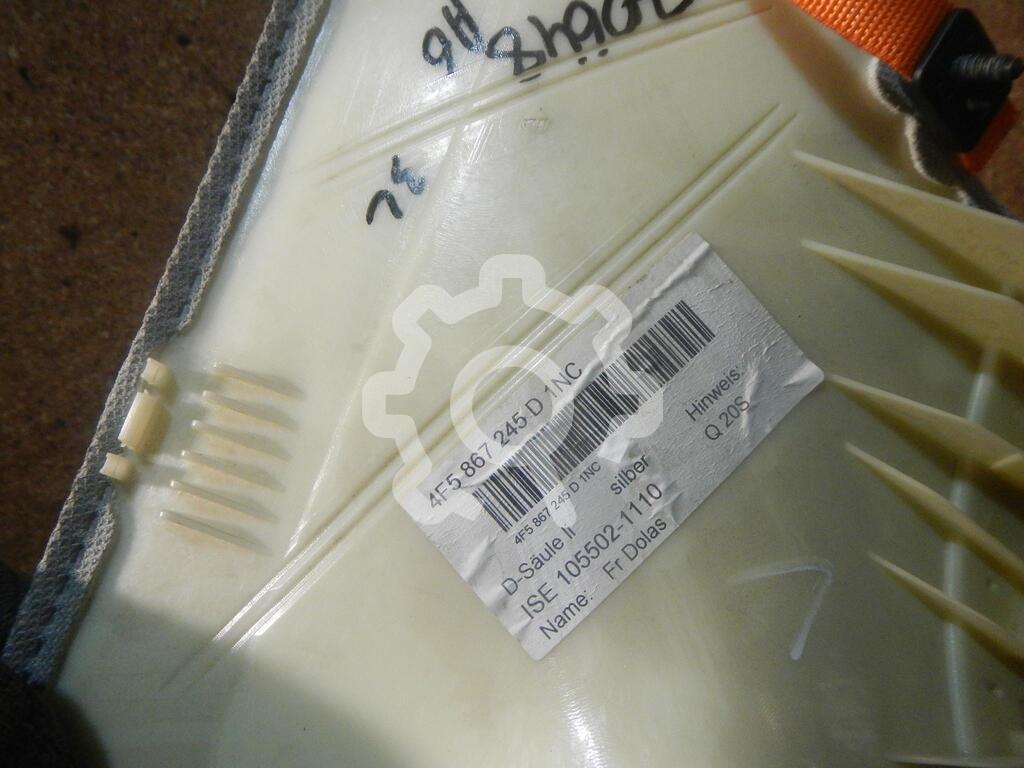 A6
4F5 867 245 D 1NC
4F5 867 245 D 1NC
D-Säule li silber
ISE 105502-1110
Name: Fr Dolas
Hinweis:
Q 20S